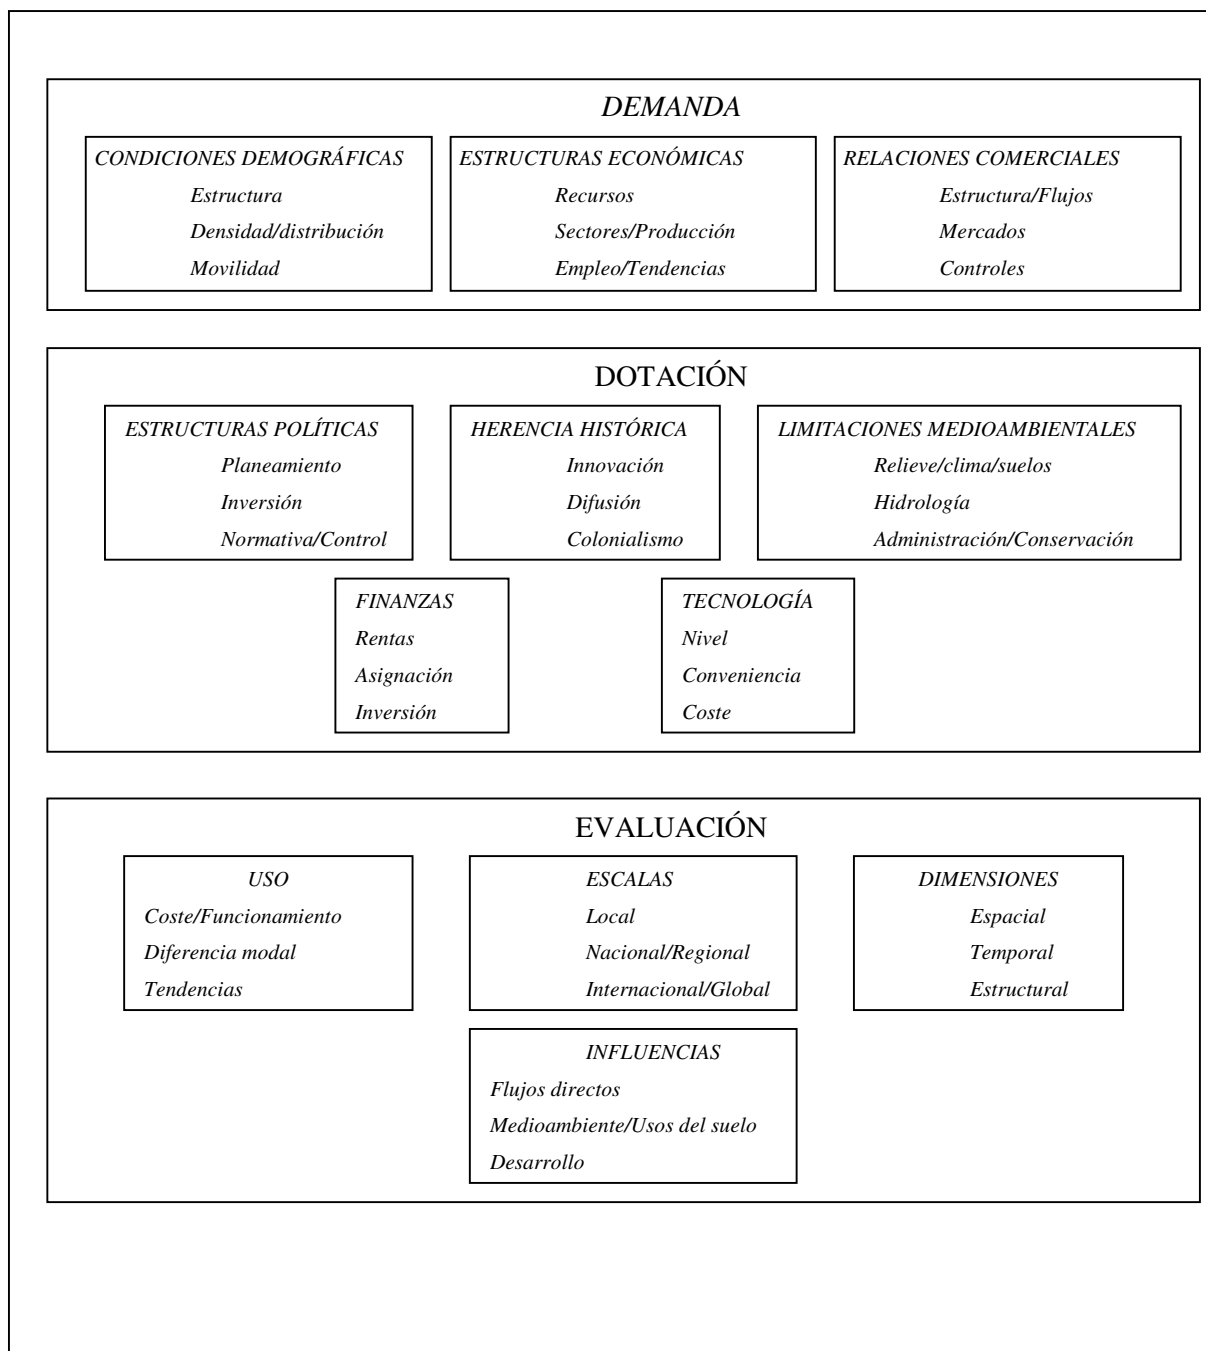 DEMANDA
CONDICIONES DEMOGRÁFICAS
Estructura
Densidad/distribución
Movilidad
ESTRUCTURAS ECONÓMICAS
Recursos
Sectores/Producción
Empleo/Tendencias
RELACIONES COMERCIALES
Estructura/Flujos
Mercados
Controles
DOTACIÓN
ESTRUCTURAS POLÍTICAS
Planeamiento
Inversión
Normativa/Control
HERENCIA HISTÓRICA
Innovación
Difusión
Colonialismo
LIMITACIONES MEDIOAMBIENTALES
Relieve/clima/suelos
Hidrología
Administración/Conservación
FINANZAS
Rentas
Asignación
Inversión
TECNOLOGÍA
Nivel
Conveniencia
Coste
EVALUACIÓN
USO
Coste/Funcionamiento
Diferencia modal
Tendencias
ESCALAS
Local
Nacional/Regional
Internacional/Global
DIMENSIONES
Espacial
Temporal
Estructural
INFLUENCIAS
Flujos directos
Medioambiente/Usos del suelo
Desarrollo